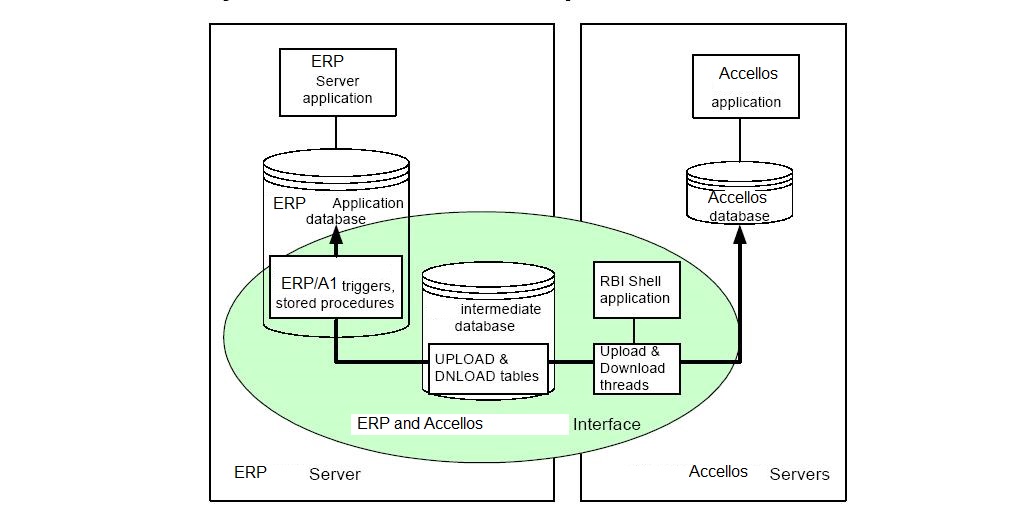 ERP
Server
application
Accellos
application
ERP Application
database
Accellos
database
ERP/A1 triggers,
stored procedures
intermediate
database
RBI Shell
application
UPLOAD &
DNLOAD tables
Upload &
Download
threads
ERP and Accellos Interface
ERP Server
Accellos Servers